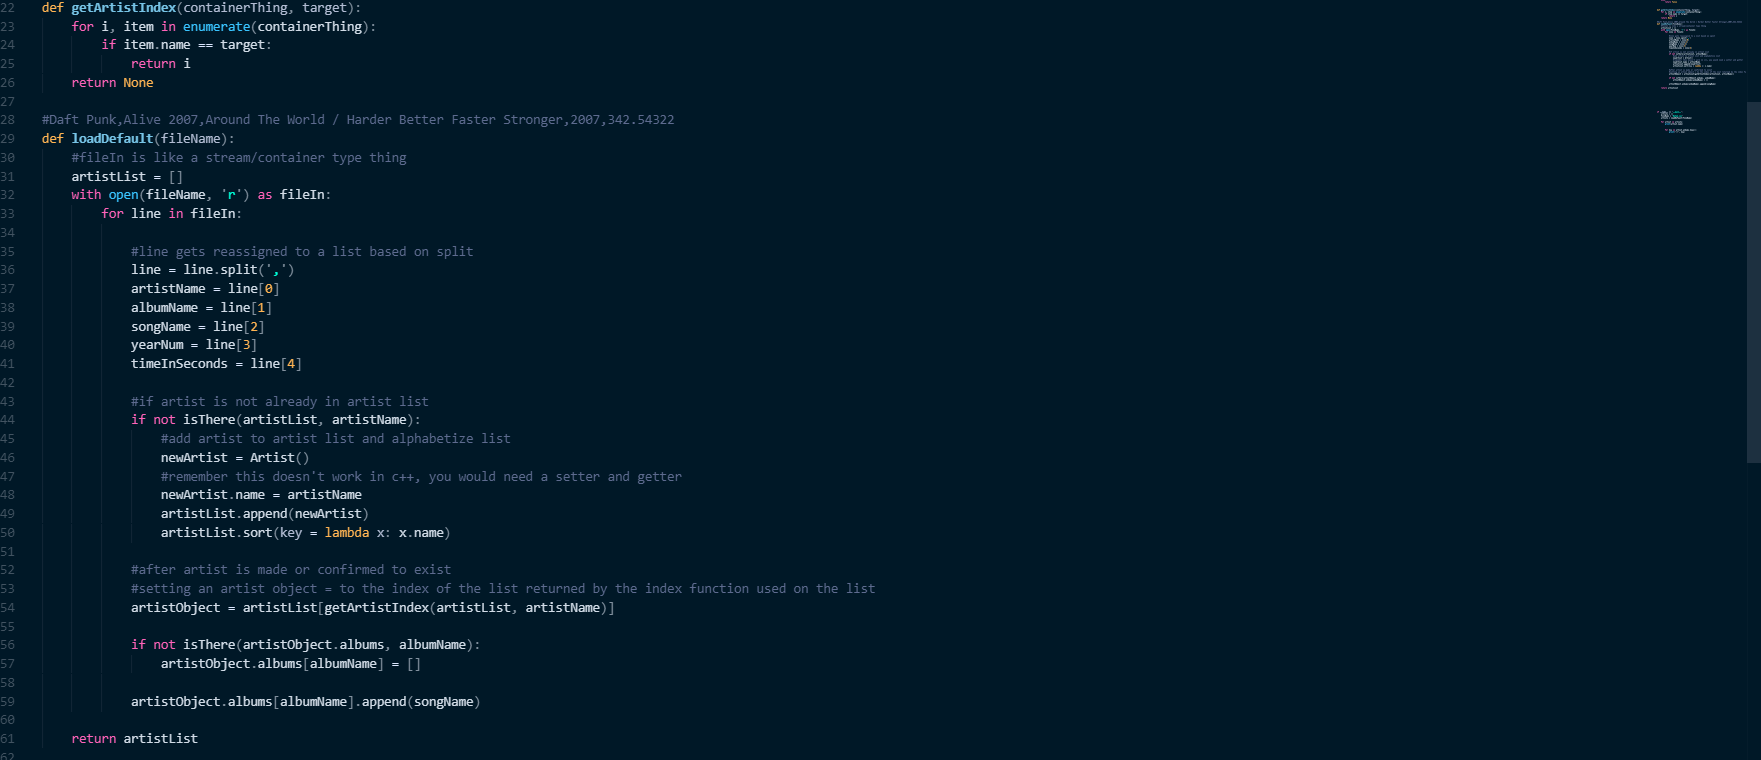 22 def getArtistIndex(containerThing, target):
23 for i, item in enumerate(containerThing):
24 if item.name == target:
25 return i
26 return None
27
28 #Daft Punk,Alive 2007,Around The World / Harder Better Faster Stronger,2007,342.54322
29 def loadDefault(fileName):
30 #fileIn is like a stream/container type thing
31 artistList = []
32 with open(fileName, 'r') as fileIn:
33 for line in fileIn:
34
35 #line gets reassigned to a list based on split
36 line = line.split(',')
37 artistName = line[0]
38 albumName = line[1]
39 songName = line[2]
40 yearNum = line[3]
41 timeInSeconds = line[4]
42
43 #if artist is not already in artist list
44 if not isThere(artistList, artistName):
45 #add artist to artist list and alphabetize list
46 newArtist = Artist()
47 #remember this doesn't work in c++, you would need a setter and getter
48 newArtist.name = artistName
49 artistList.append(newArtist)
50 artistList.sort(key = lambda x: x.name)
51
52 #after artist is made or confirmed to exist
53 #setting an artist object = to the index of the list returned by the index function used on the list
54 artistObject = artistList[getArtistIndex(artistList, artistName)]
55
56 if not isThere(artistObject.albums, albumName):
57 artistObject.albums[albumName] = []
58
59 artistObject.albums[albumName].append(songName)
60
61 return artistList
62